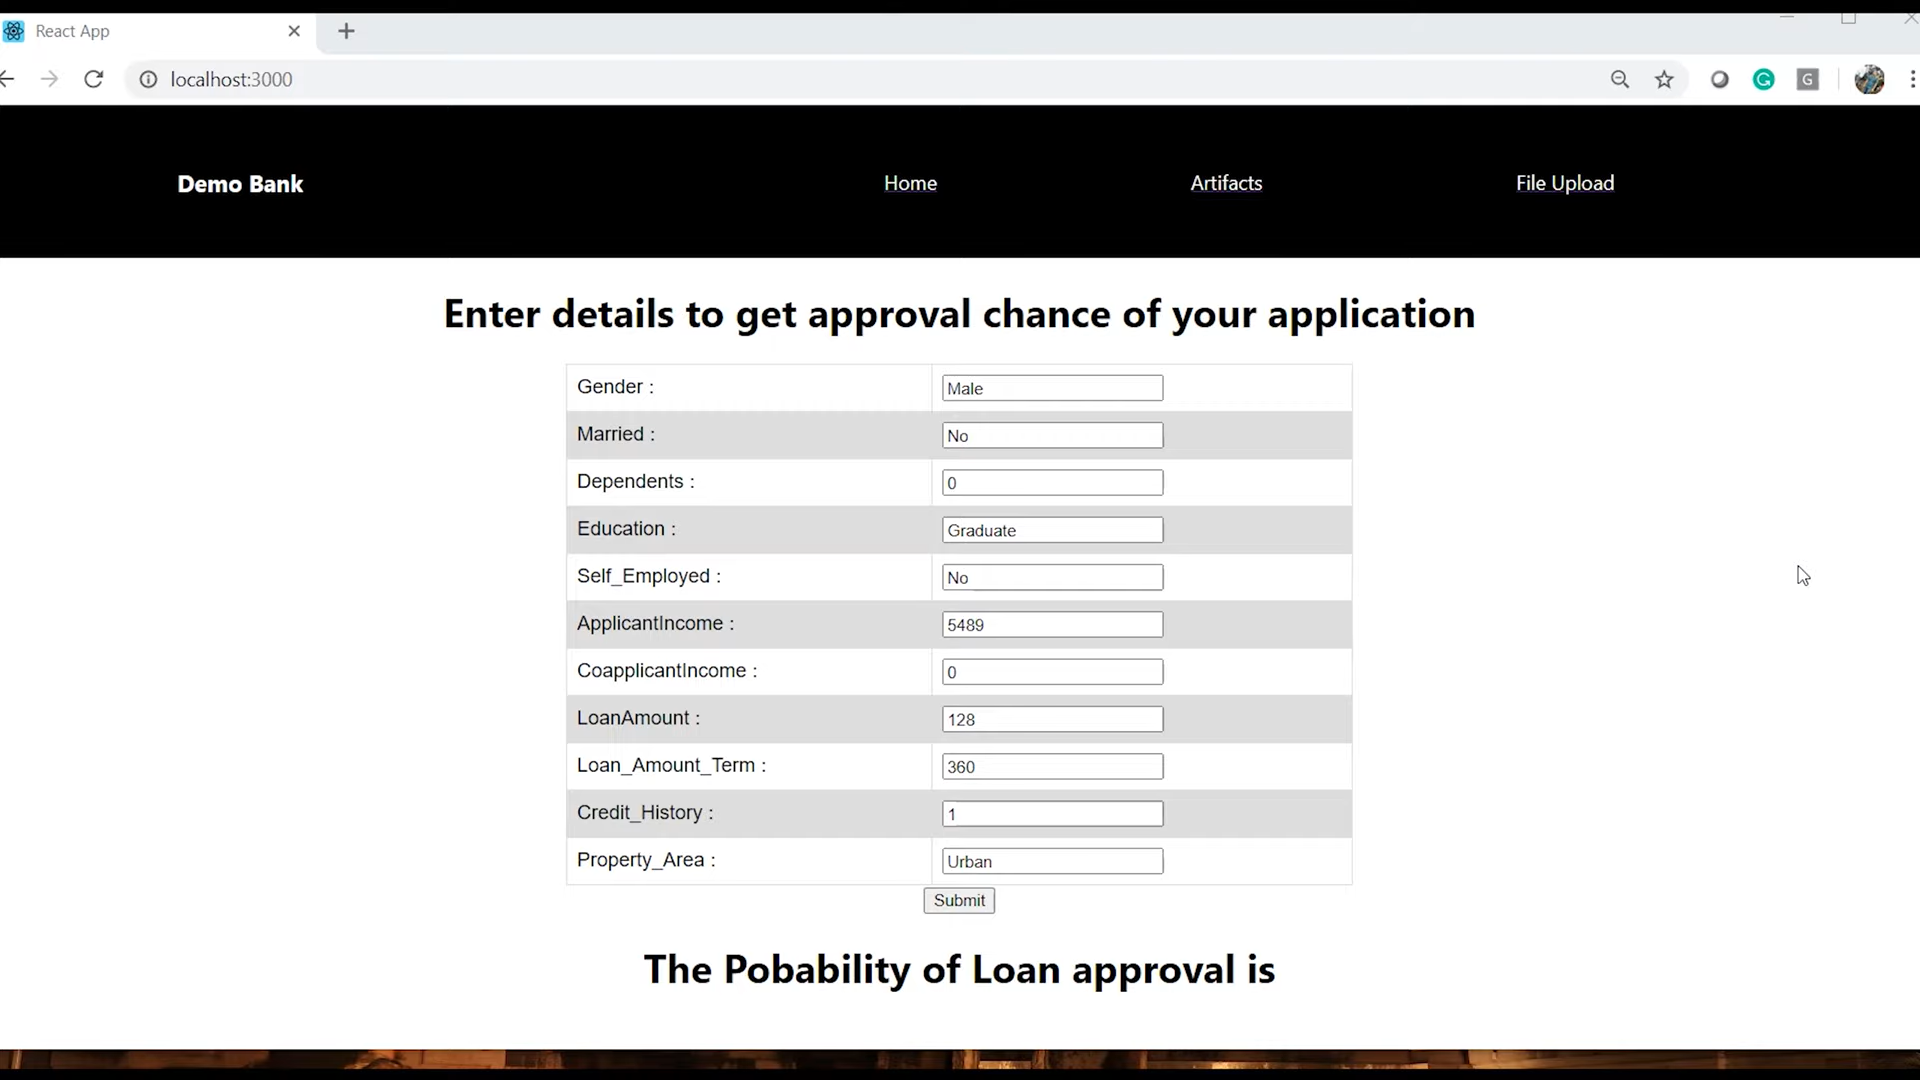 React App
localhost:3000
G
G
Demo Bank
Home
Artifacts
File Upload
Enter details to get approval chance of your application
Gender : Male
Married : No
Dependents : 0
Education : Graduate
Self_Employed : No
ApplicantIncome : 5489
CoapplicantIncome : 0
LoanAmount : 128
Loan_Amount_Term : 360
Credit_History : 1
Property_Area : Urban
Submit
The Pobability of Loan approval is